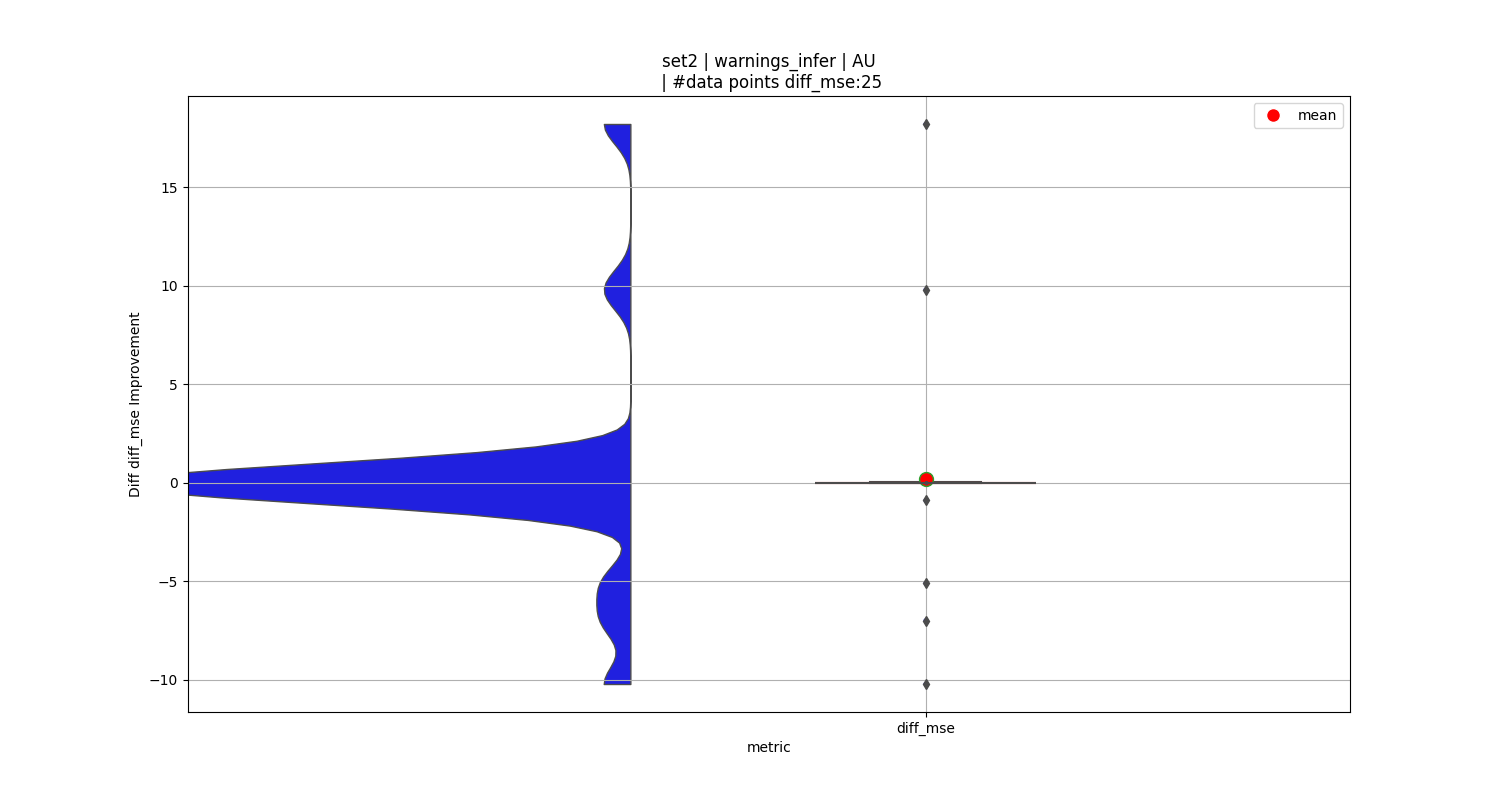 set2 | warnings_infer | AU
| #data points diff_mse:25
mean
Diff diff_mse Improvement
15
10
5
0
−5
−10
diff_mse
metric